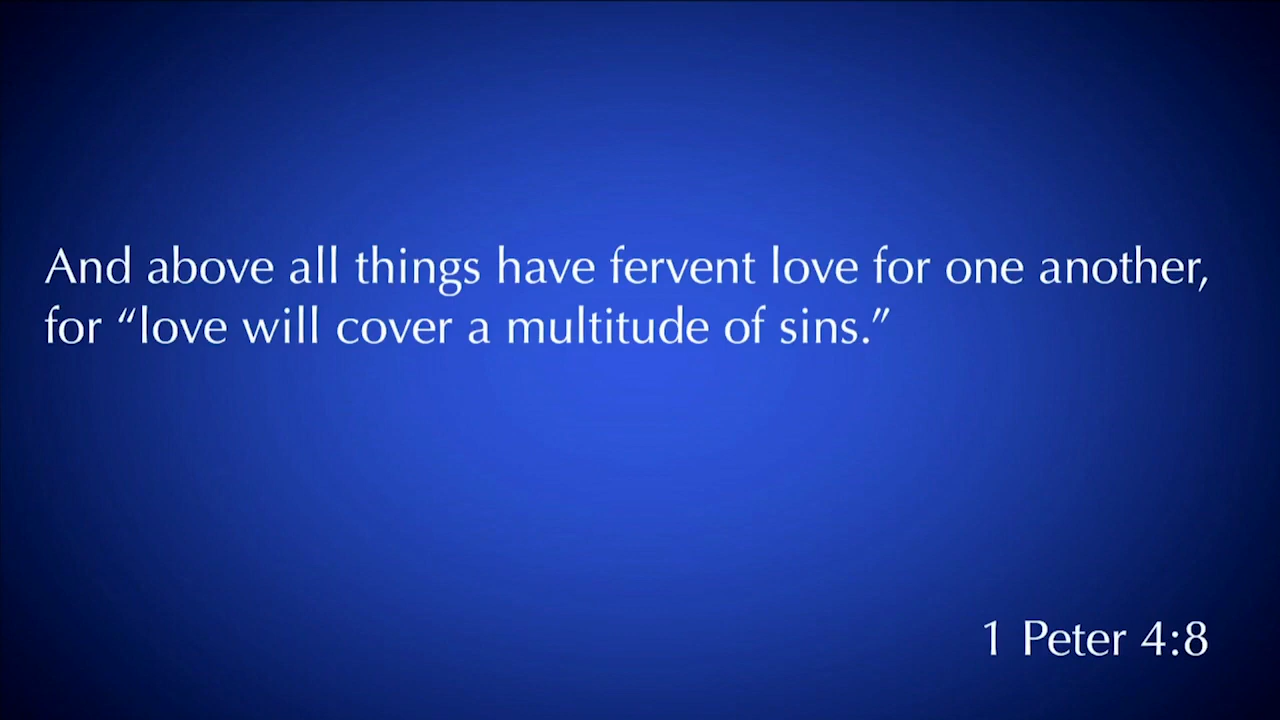 And above all things have fervent love for one another,
for “love will cover a multitude of sins.”
1 Peter 4:8